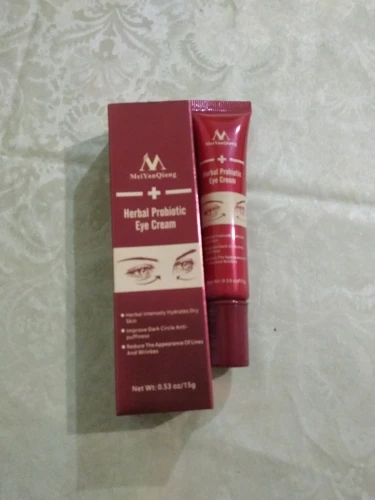 MeiYanQiong
Herbal Probiotic
Eye Cream
Herbal Intensely Hydrates Dry
Skin
Improve Dark Circle Anti-
puffiness
Reduce The Appearance Of Lines
And Wrinkles
Net Wt: 0.53 oz/15g
MeiYanQiong
Herbal Probiotic
Eye Cream